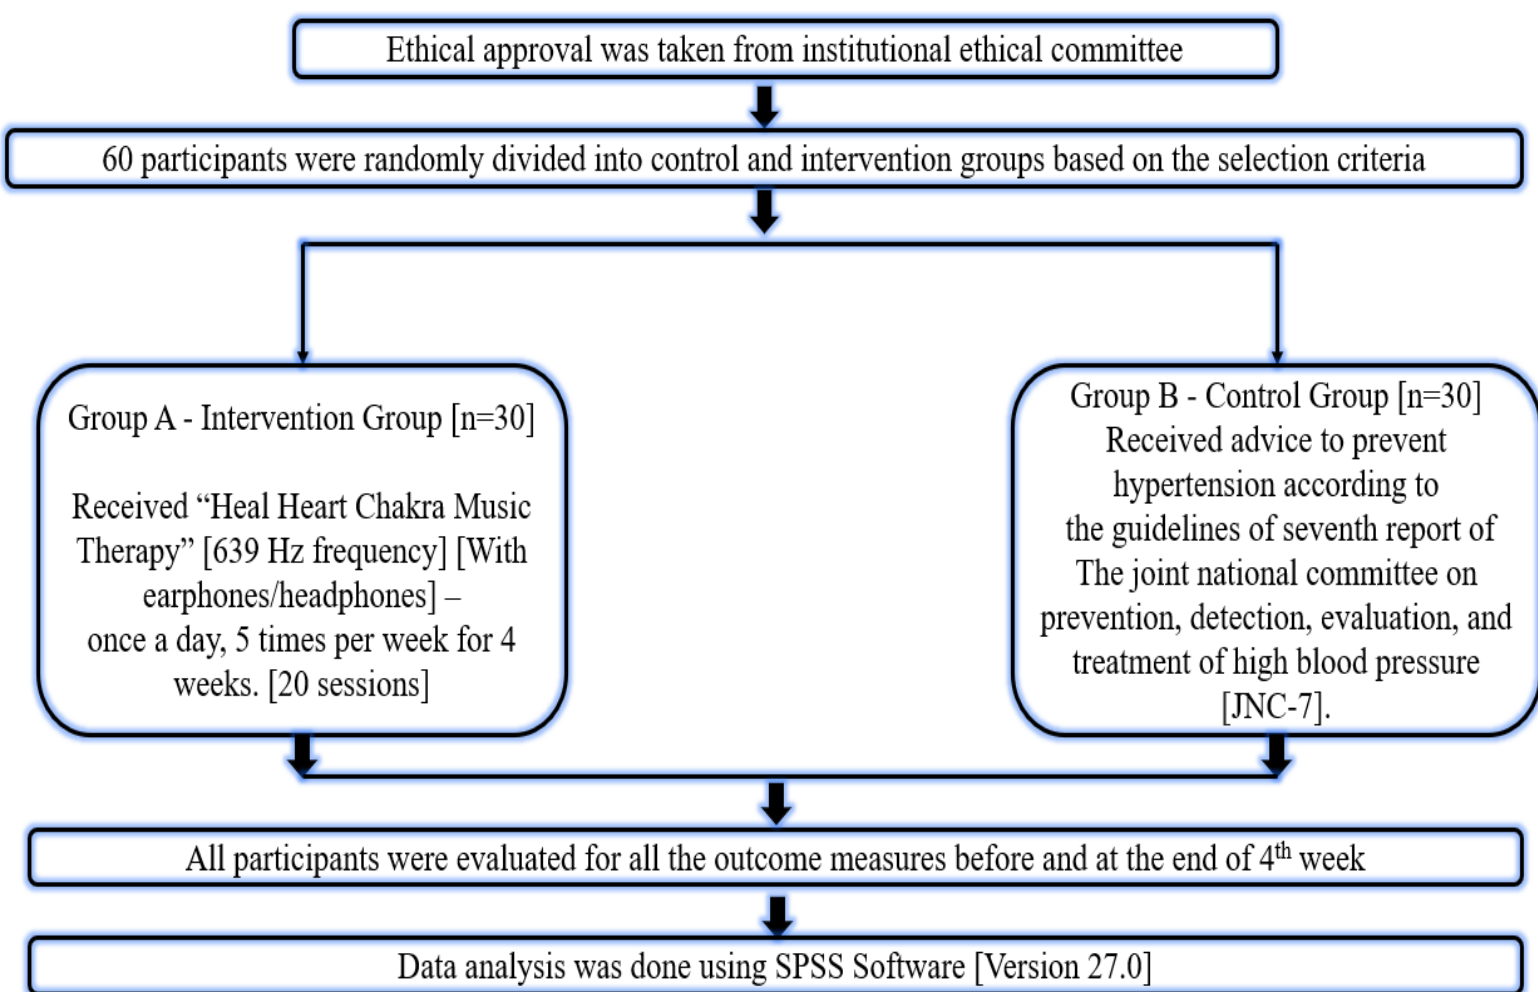 Ethical approval was taken from institutional ethical committee
60 participants were randomly divided into control and intervention groups based on the selection criteria
Group A - Intervention Group [n=30]
Received “Heal Heart Chakra Music
Therapy” [639 Hz frequency] [With
earphones/headphones] –
once a day, 5 times per week for 4
weeks. [20 sessions]
Group B - Control Group [n=30]
Received advice to prevent
hypertension according to
the guidelines of seventh report of
The joint national committee on
prevention, detection, evaluation, and
treatment of high blood pressure
[JNC-7].
All participants were evaluated for all the outcome measures before and at the end of 4th week
Data analysis was done using SPSS Software [Version 27.0]